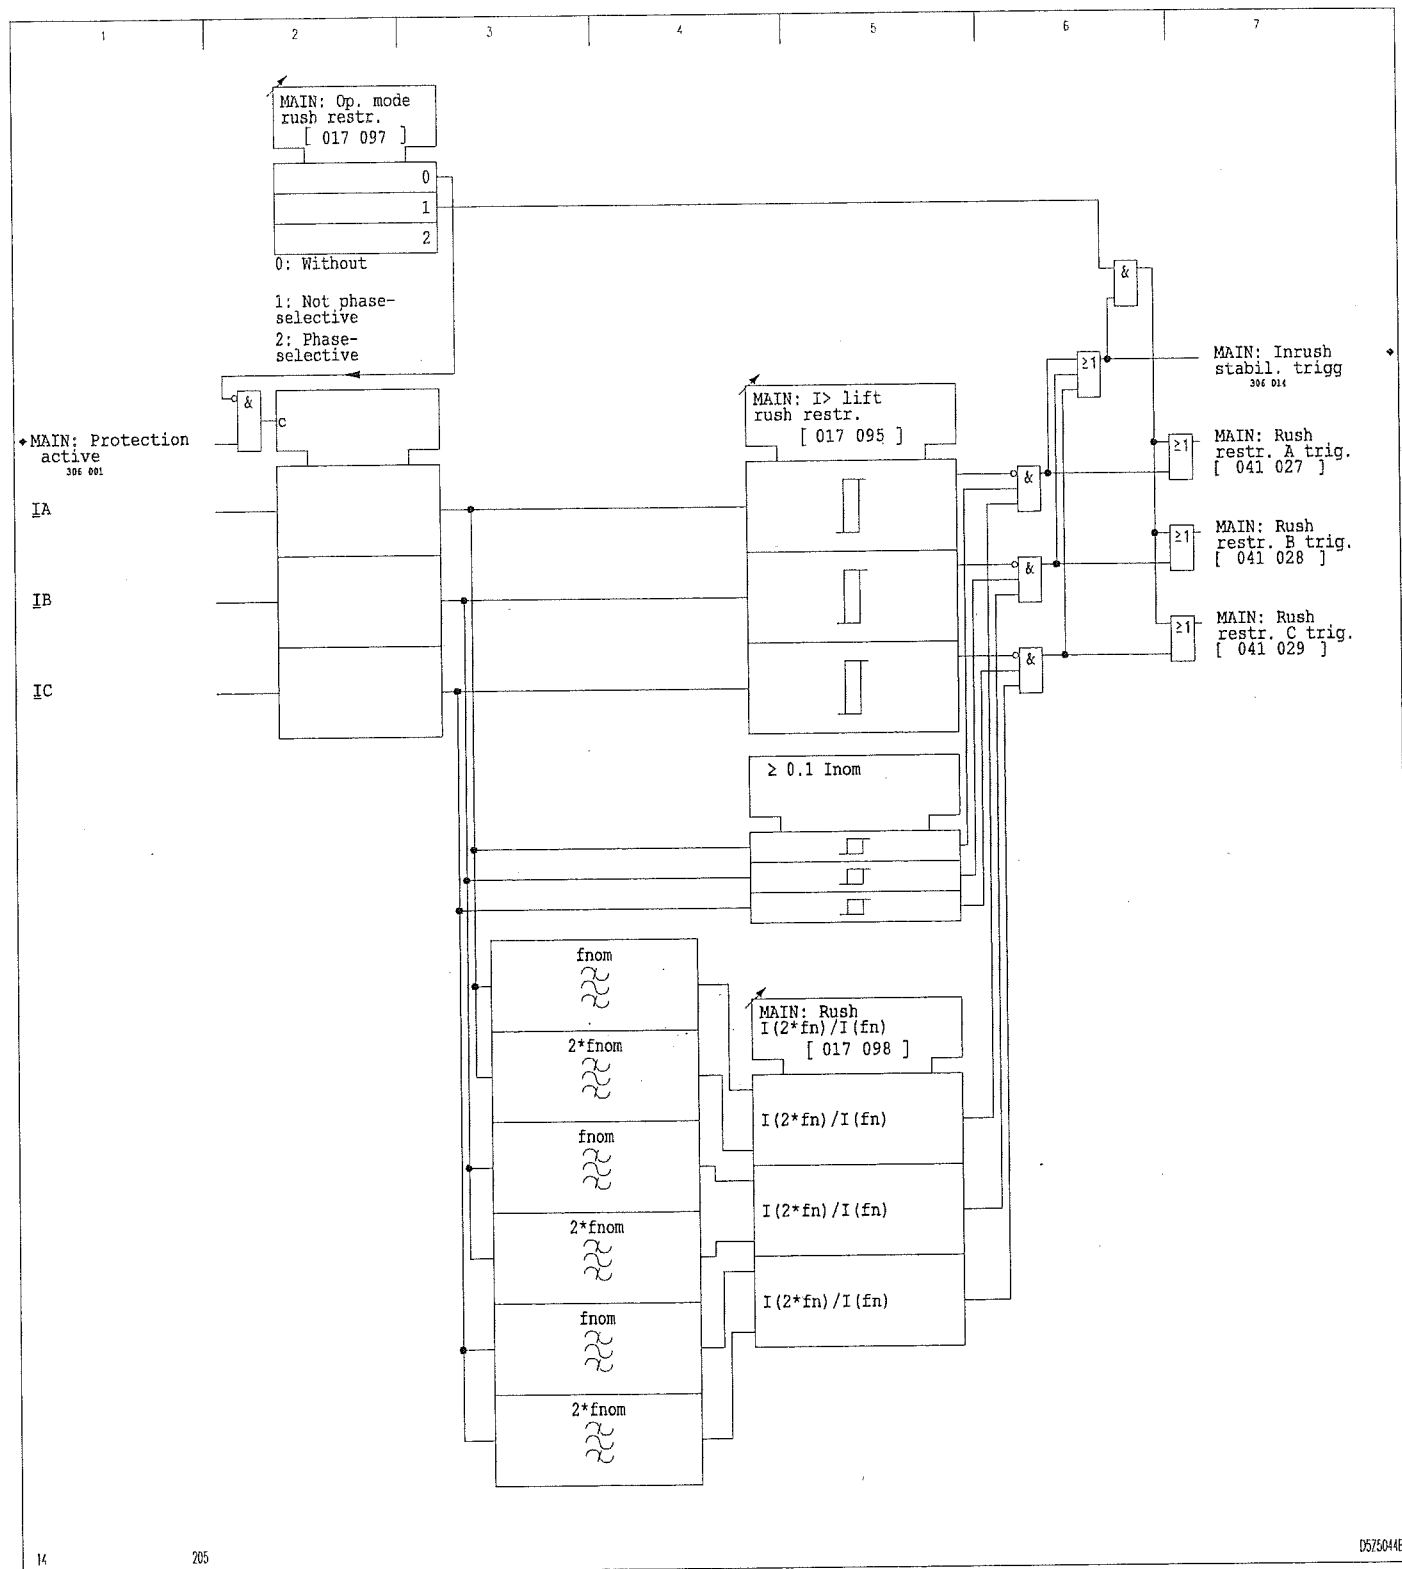 1 2 3 4 5 6 7
MAIN: Op. mode
rush restr.
[ 017 097 ]
0
1
2
0: Without
1: Not phase-
selective
2: Phase-
selective
&
≥1
MAIN: Inrush
stabil. trigg
306 014
&
c
MAIN: I> lift
rush restr.
[ 017 095 ]
MAIN: Protection
active
306 001
≥1
MAIN: Rush
restr. A trig.
[ 041 027 ]
&
IA
≥1
MAIN: Rush
restr. B trig.
[ 041 028 ]
&
IB
≥1
MAIN: Rush
restr. C trig.
[ 041 029 ]
&
IC
≥ 0.1 Inom
fnom
MAIN: Rush
I(2*fn)/I(fn)
[ 017 098 ]
2*fnom
I(2*fn)/I(fn)
fnom
I(2*fn)/I(fn)
2*fnom
I(2*fn)/I(fn)
fnom
2*fnom
14 205 D5Z5044E